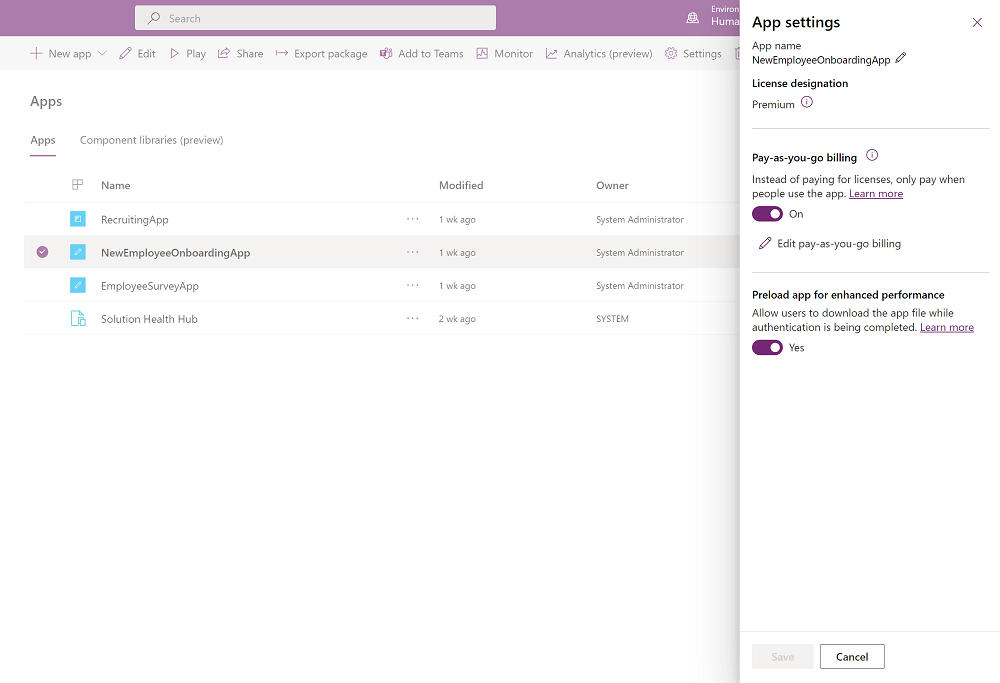 Search
Environ
Huma
New app
Edit
Play
Share
Export package
Add to Teams
Monitor
Analytics (preview)
Settings
Apps
Apps
Component libraries (preview)
Name
Modified
Owner
RecruitingApp
1 wk ago
System Administrator
NewEmployeeOnboardingApp
1 wk ago
System Administrator
EmployeeSurveyApp
1 wk ago
System Administrator
Solution Health Hub
2 wk ago
SYSTEM
App settings
App name
NewEmployeeOnboardingApp
License designation
Premium
Pay-as-you-go billing
Instead of paying for licenses, only pay when
people use the app. Learn more
On
Edit pay-as-you-go billing
Preload app for enhanced performance
Allow users to download the app file while
authentication is being completed. Learn more
Yes
Save
Cancel